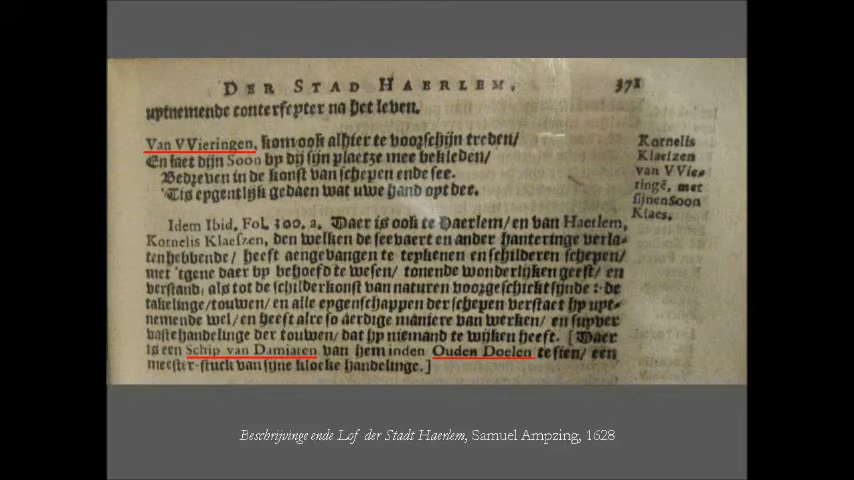 DER STAD HAERLEM. 371
uytnemende conterfeyter na het leven.
Van VVieringen, kom ook alhier te voorschijn treden/
En laet dijn Soon by dij sijn plaetze mee bekleden/
Bedreven in de konst van schepen ende see.
'Tis eygentlijk gedaen wat uwe hand opt dee.
Kornelis
Klaeszen
van VVie-
ringē, met
sijnen Soon
Klaes.
Idem Ibid. Fol. 300. a. Daer is ook te Haerlem/ en van Haerlem,
Kornelis Klaeszen, den welken de seevaert en ander hanteringe verla-
ten hebbende/ heeft aengevangen te teykenen en schilderen schepen/
met 'tgene daer by behoeft te wesen/ tonende wonderlijken geest/ en
verstand/ als tot de schilderkonst van naturen voorgeschickt sijnde: de
takelinge/ touwen/ en alle eygenschappen der schepen verstaet hy uyt-
nemende wel/ en heeft alre so aerdige maniere van werken/ en suyver
vaste handelinge der touwen/ dat hy niemand te wijken heeft. [Daer
is een Schip van Damiaten van hem inden Ouden Doelen te sien/ een
meester-stuck van sijne kloeke handelinge.]
Beschrijvinge ende Lof der Stadt Haerlem, Samuel Ampzing, 1628